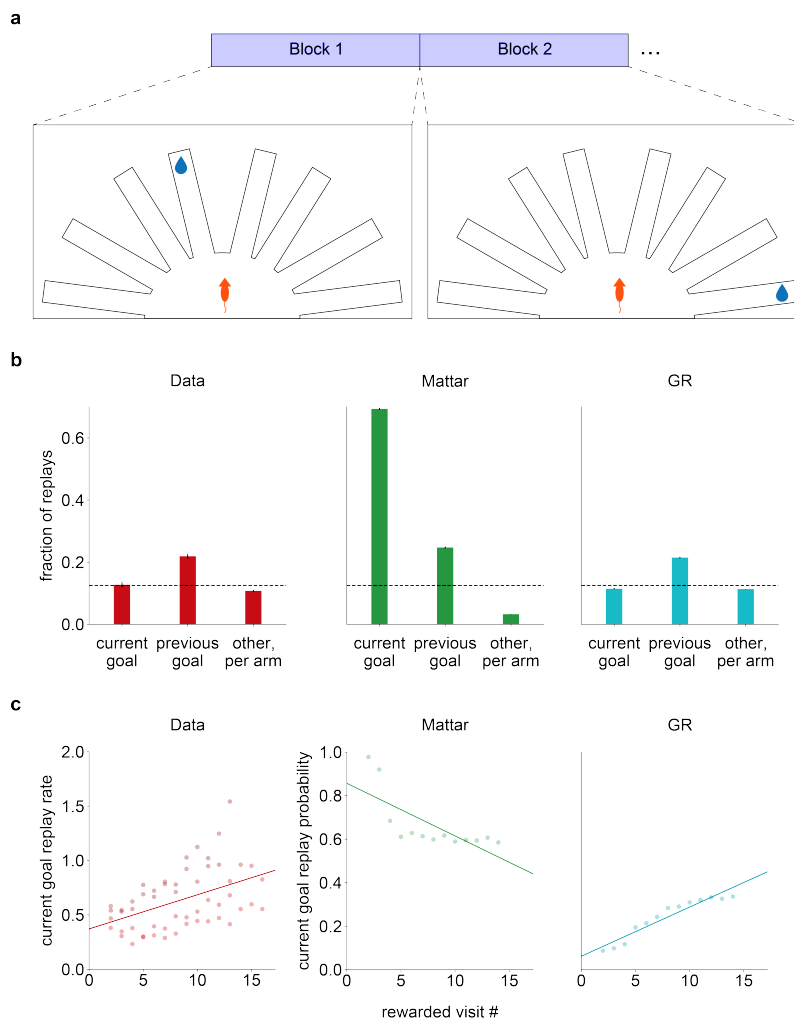 a
Block 1
Block 2
...
b
Data
Mattar
GR
fraction of replays
0.6
0.4
0.2
0.0
current goal
previous goal
other, per arm
current goal
previous goal
other, per arm
current goal
previous goal
other, per arm
c
Data
Mattar
GR
current goal replay rate
2.0
1.5
1.0
0.5
0.0
0
5
10
15
current goal replay probability
1.0
0.8
0.6
0.4
0.2
0.0
0
5
10
15
0
5
10
15
rewarded visit #